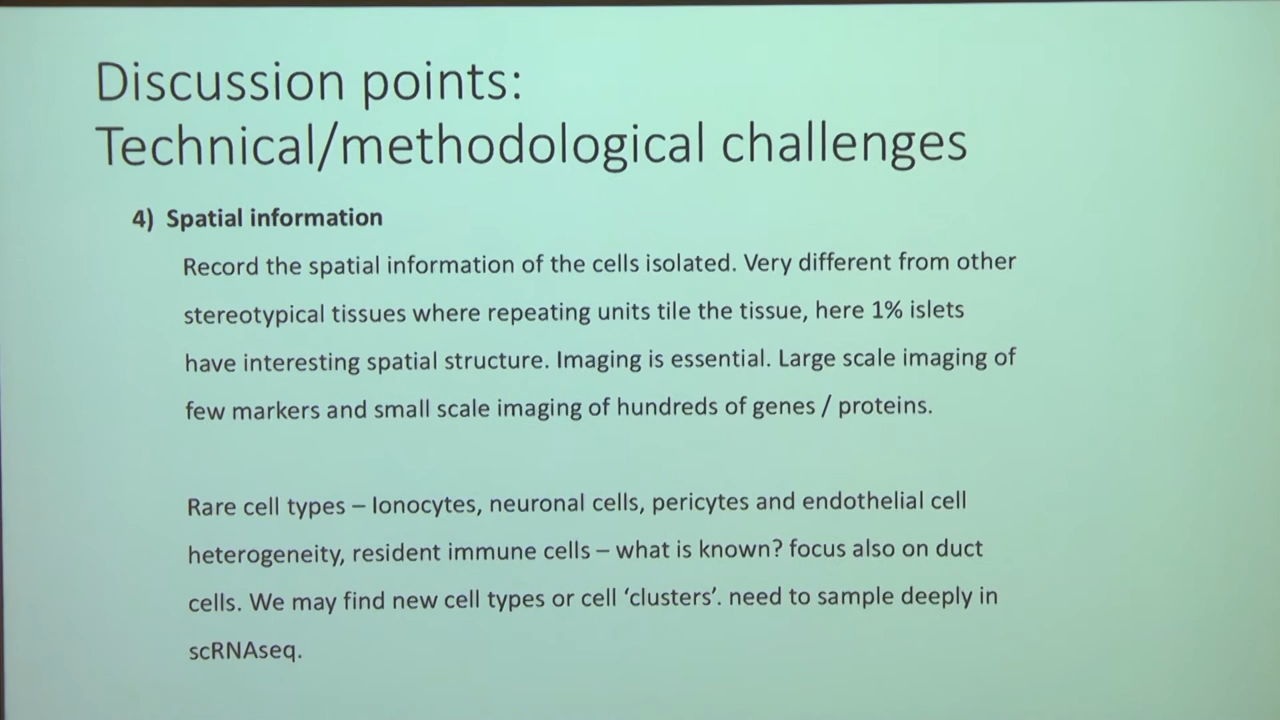 Discussion points:
Technical/methodological challenges
4) Spatial information
Record the spatial information of the cells isolated. Very different from other
stereotypical tissues where repeating units tile the tissue, here 1% islets
have interesting spatial structure. Imaging is essential. Large scale imaging of
few markers and small scale imaging of hundreds of genes / proteins.
Rare cell types – Ionocytes, neuronal cells, pericytes and endothelial cell
heterogeneity, resident immune cells – what is known? focus also on duct
cells. We may find new cell types or cell ‘clusters’. need to sample deeply in
scRNAseq.